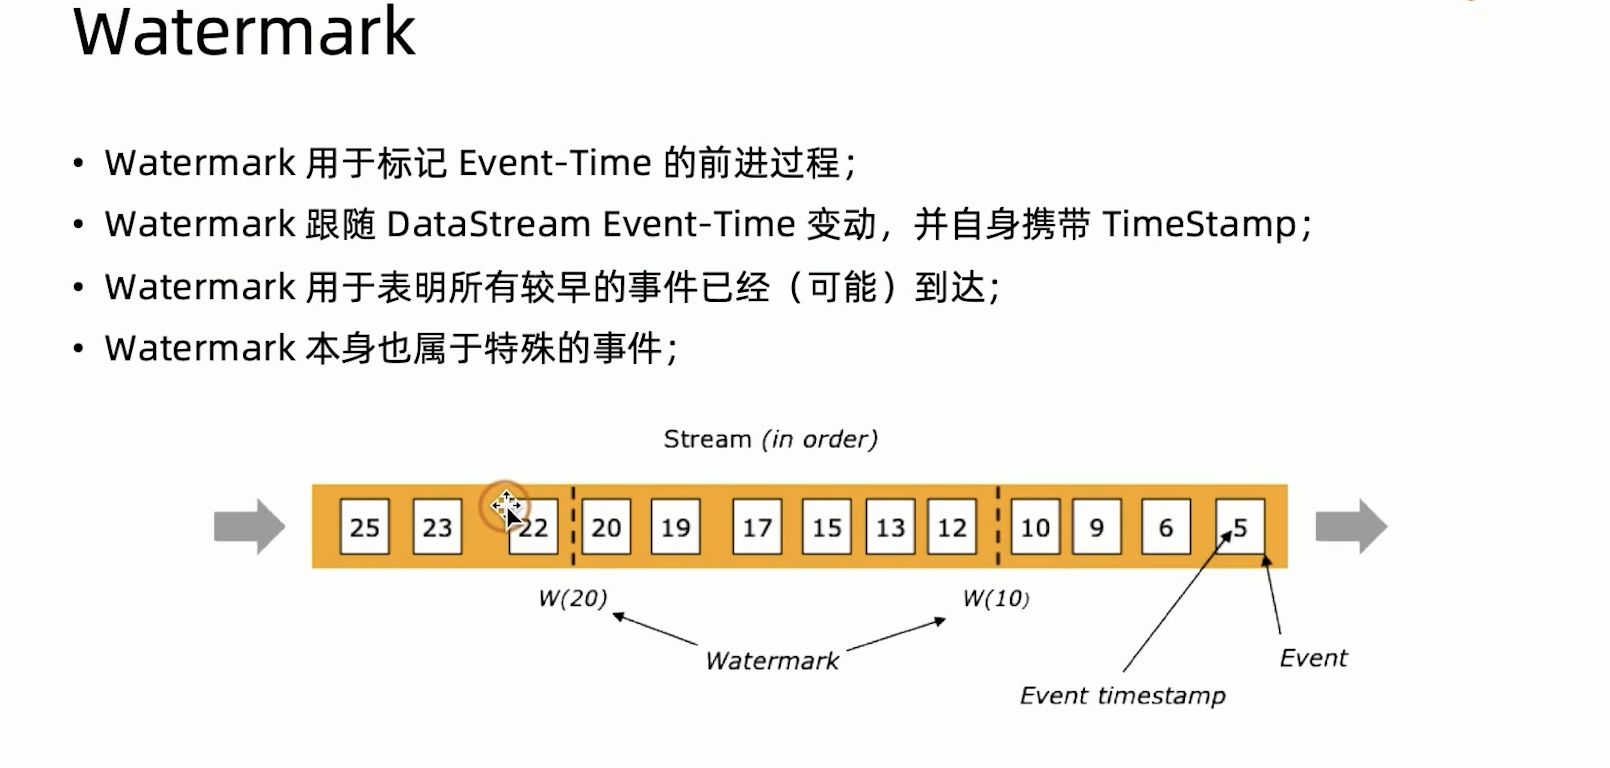 Watermark
• Watermark 用于标记 Event-Time 的前进过程；
• Watermark 跟随 DataStream Event-Time 变动，并自身携带 TimeStamp；
• Watermark 用于表明所有较早的事件已经（可能）到达；
• Watermark 本身也属于特殊的事件；
Stream (in order)
25 23 22 20 19 17 15 13 12 10 9 6 5
W(20) W(10)
Watermark
Event
Event timestamp